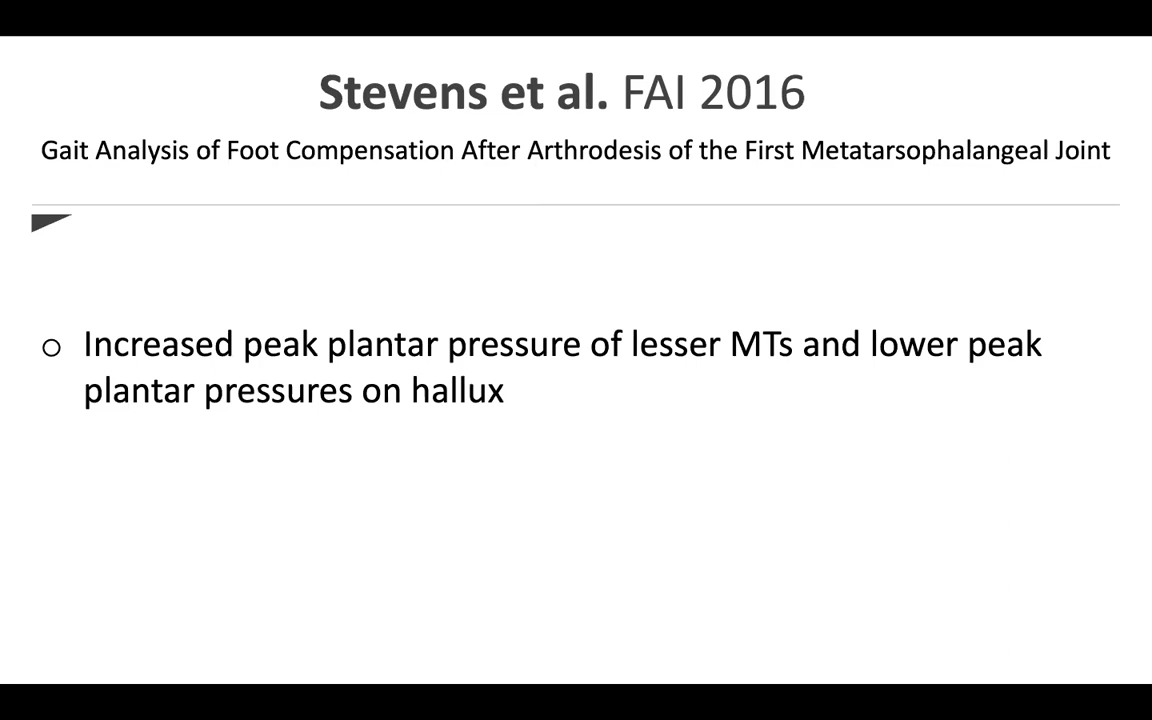 Stevens et al. FAI 2016
Gait Analysis of Foot Compensation After Arthrodesis of the First Metatarsophalangeal Joint
Increased peak plantar pressure of lesser MTs and lower peak
plantar pressures on hallux